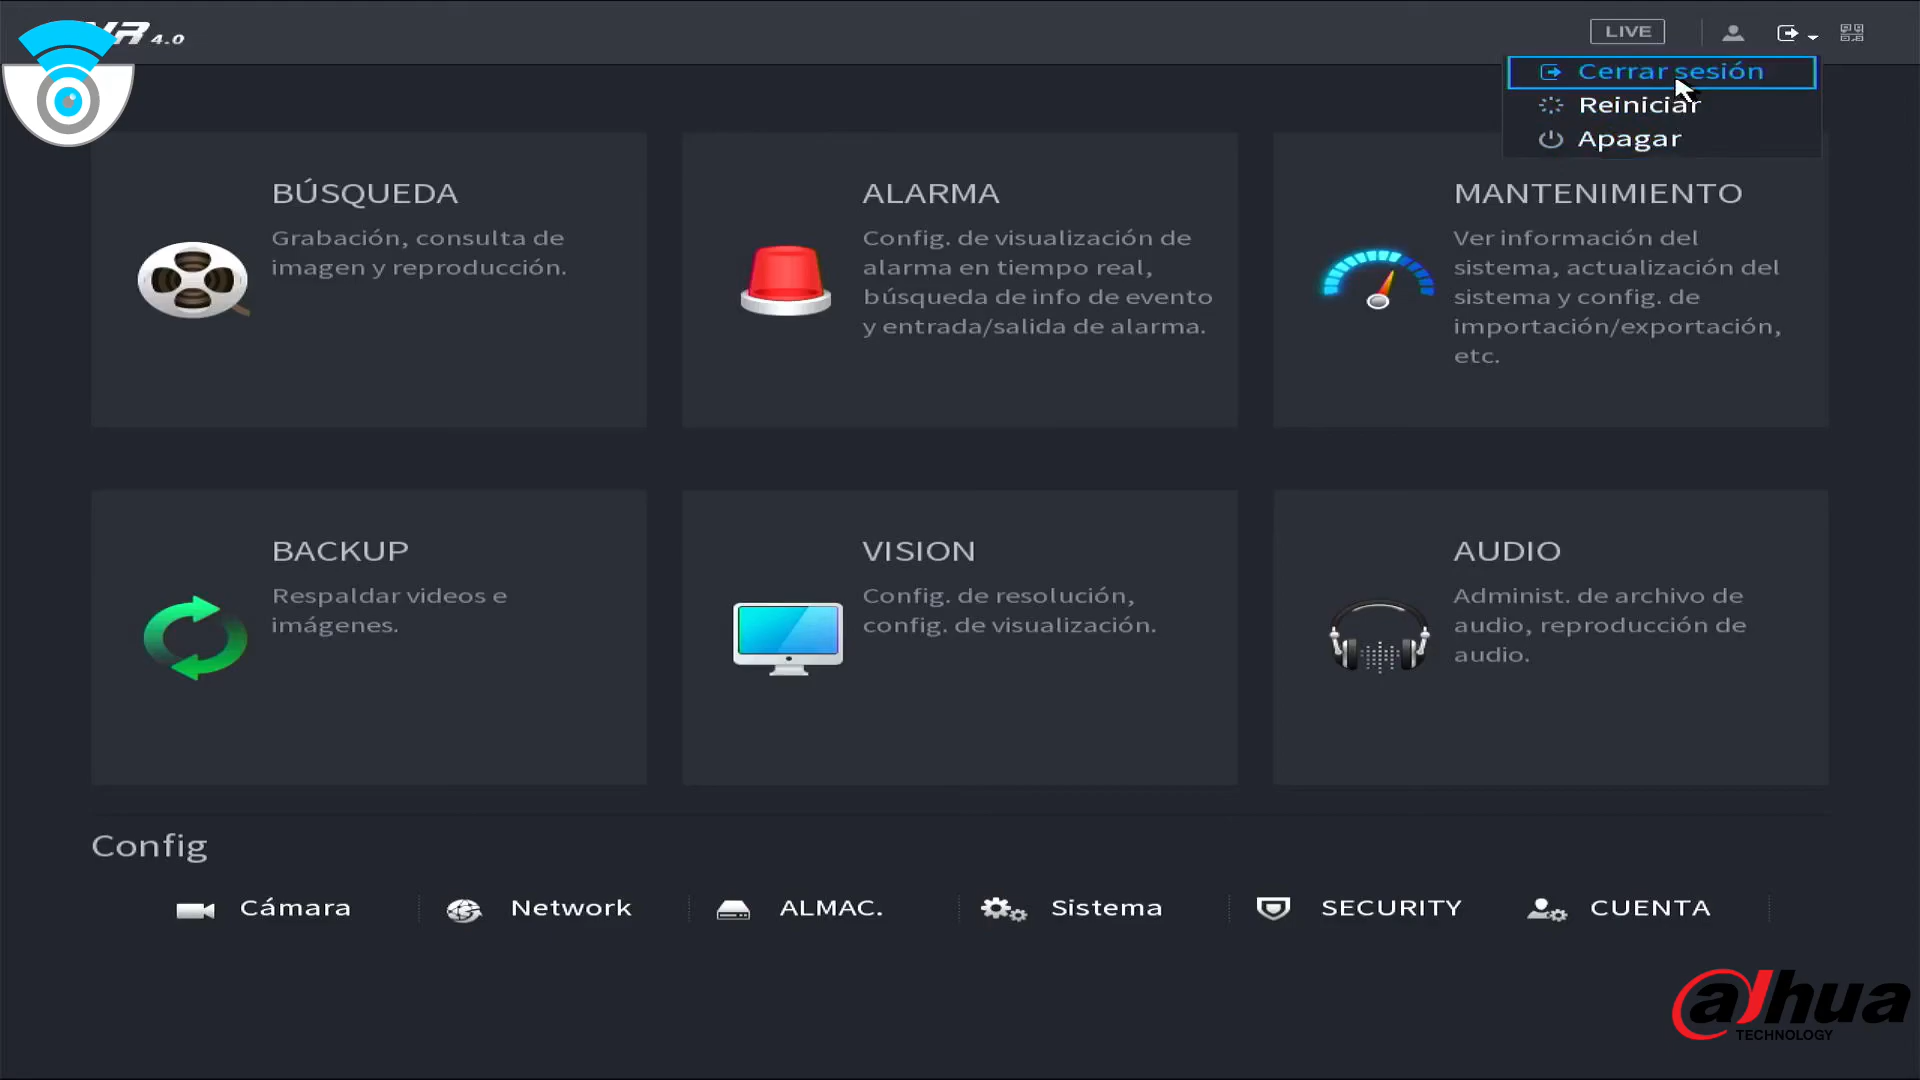 4.0
LIVE
Cerrar sesión
Reiniciar
Apagar
BÚSQUEDA
Grabación, consulta de
imagen y reproducción.
ALARMA
Config. de visualización de
alarma en tiempo real,
búsqueda de info de evento
y entrada/salida de alarma.
MANTENIMIENTO
Ver información del
sistema, actualización del
sistema y config. de
importación/exportación,
etc.
BACKUP
Respaldar videos e
imágenes.
VISION
Config. de resolución,
config. de visualización.
AUDIO
Administ. de archivo de
audio, reproducción de
audio.
Config
Cámara
Network
ALMAC.
Sistema
SECURITY
CUENTA
alhua
TECHNOLOGY